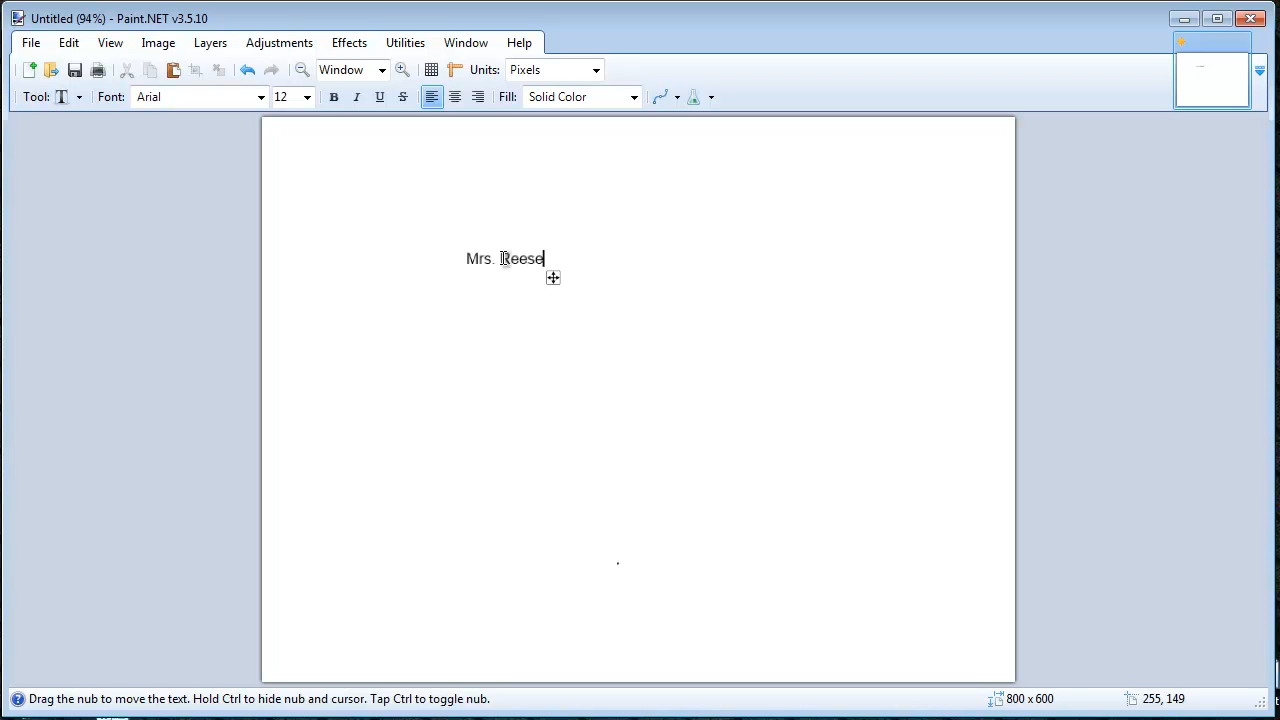 Untitled (94%) - Paint.NET v3.5.10
File Edit View Image Layers Adjustments Effects Utilities Window Help
Window Units: Pixels
Tool: T Font: Arial 12 B I U S Fill: Solid Color
Mrs. Reese
Drag the nub to move the text. Hold Ctrl to hide nub and cursor. Tap Ctrl to toggle nub. 800 x 600 255, 149